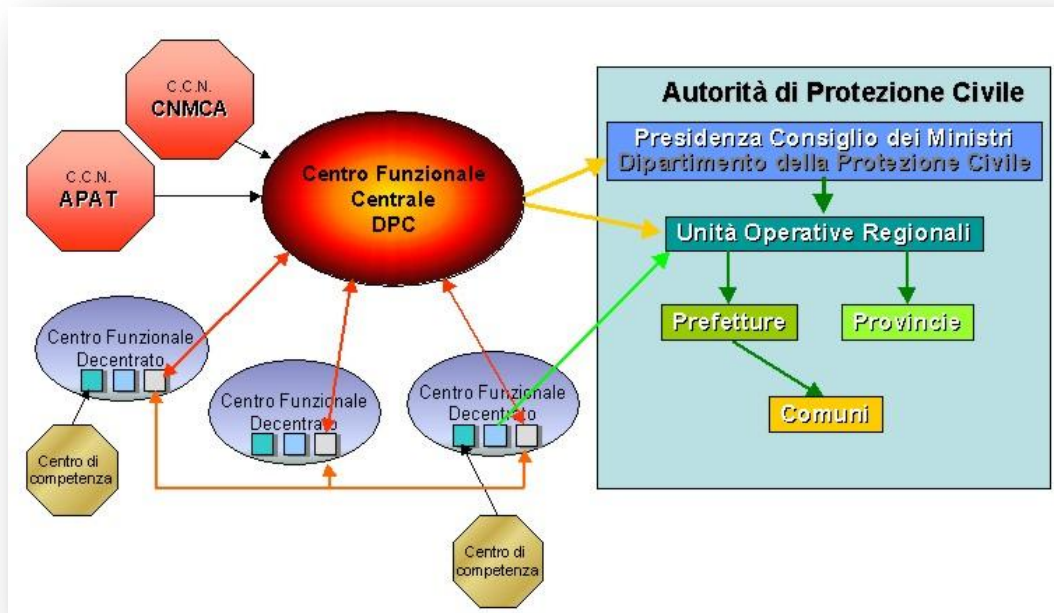 C.C.N.
CNMCA
C.C.N.
APAT
Centro Funzionale
Centrale
DPC
Autorità di Protezione Civile
Presidenza Consiglio dei Ministri
Dipartimento della Protezione Civile
Unità Operative Regionali
Prefetture
Provincie
Comuni
Centro Funzionale
Decentrato
Centro Funzionale
Decentrato
Centro Funzionale
Decentrato
Centro di
competenza
Centro di
competenza